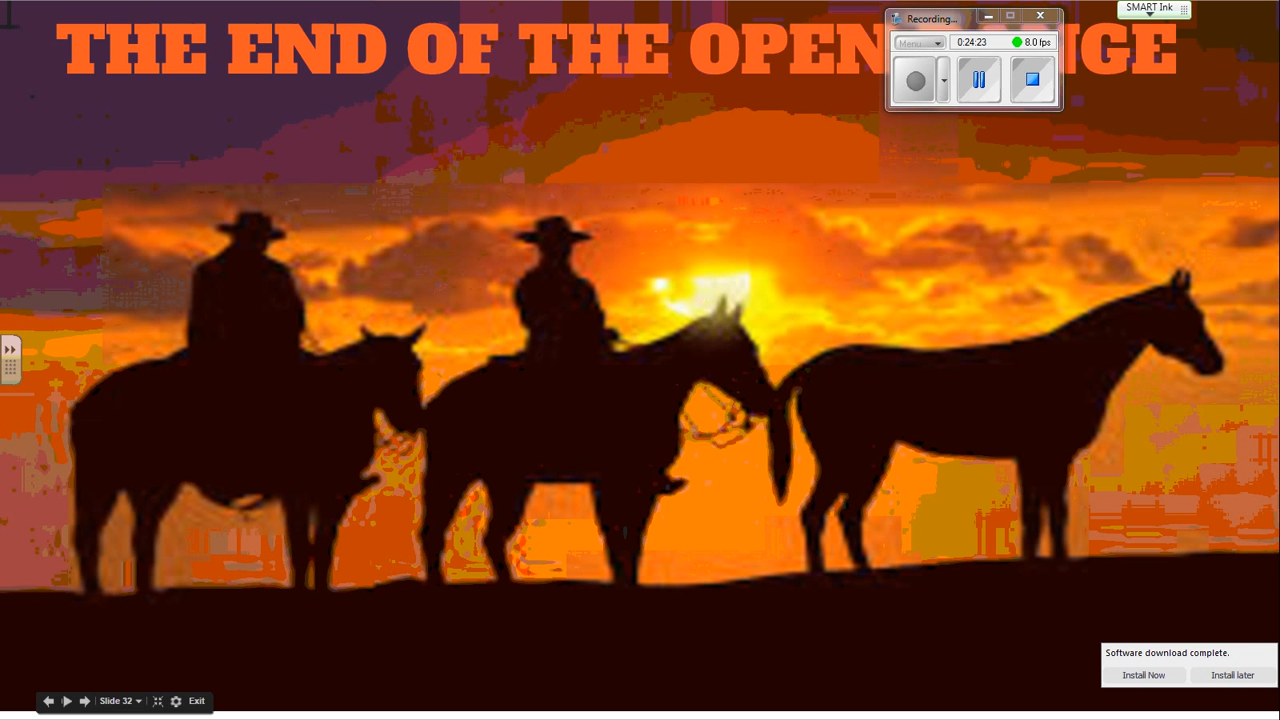 THE END OF THE OPEN NGE
Recording...
SMART Ink
Menu...
0:24:23
8.0 fps
Software download complete.
Install Now
Install later
Slide 32
Exit